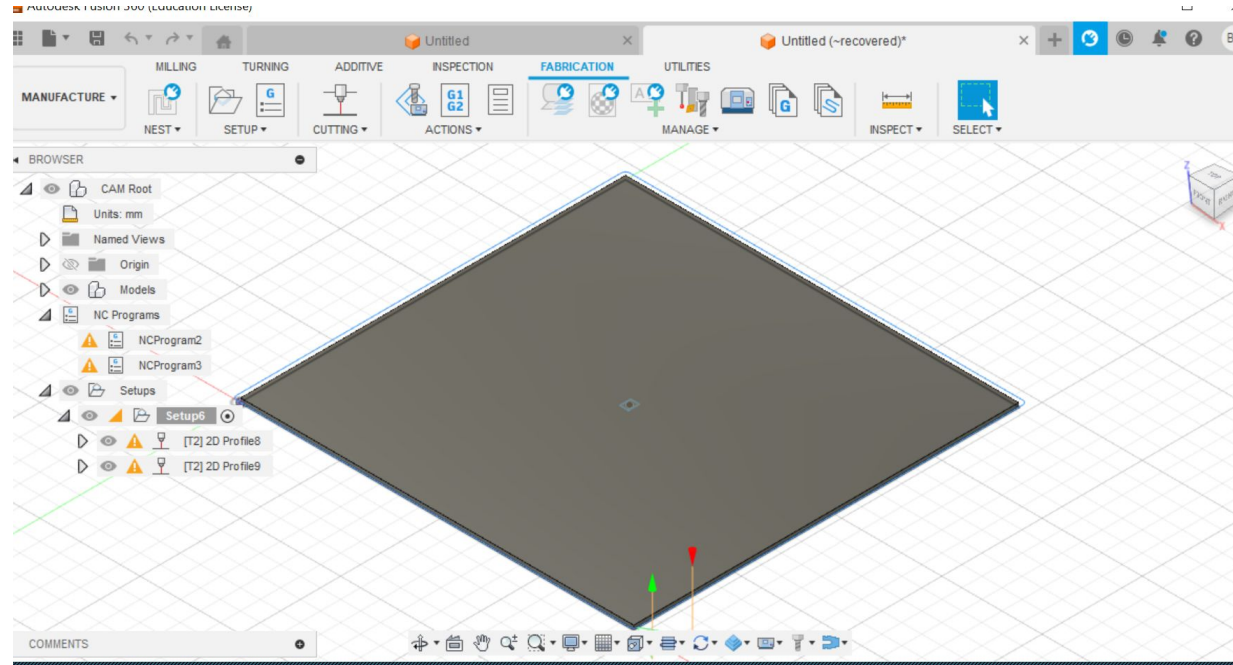 Autodesk Fusion 360 (Education License)
Untitled
Untitled (~recovered)*
MILLING TURNING ADDITIVE INSPECTION FABRICATION UTILITIES
MANUFACTURE
G
G1
G2
A
G
S
NEST SETUP CUTTING ACTIONS MANAGE INSPECT SELECT
BROWSER
CAM Root
Units: mm
Named Views
Origin
Models
NC Programs
NCProgram2
NCProgram3
Setups
Setup6
[T2] 2D Profile8
[T2] 2D Profile9
Z
TOP
X
COMMENTS